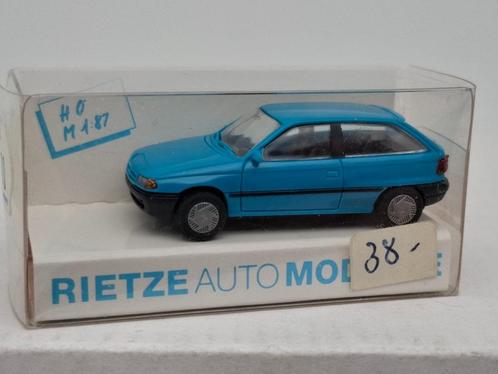 HO
M 1:87
RIETZE AUTO MOD E
38.-